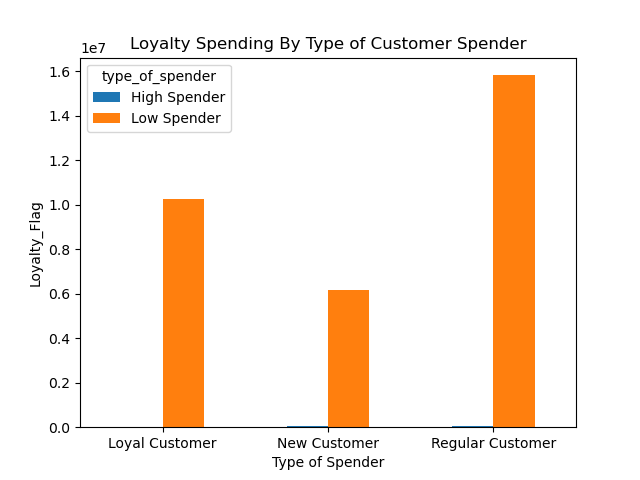 Loyalty Spending By Type of Customer Spender
1e7
type_of_spender
High Spender
Low Spender
1.6
1.4
1.2
1.0
0.8
0.6
0.4
0.2
0.0
Loyalty_Flag
Loyal Customer
New Customer
Regular Customer
Type of Spender